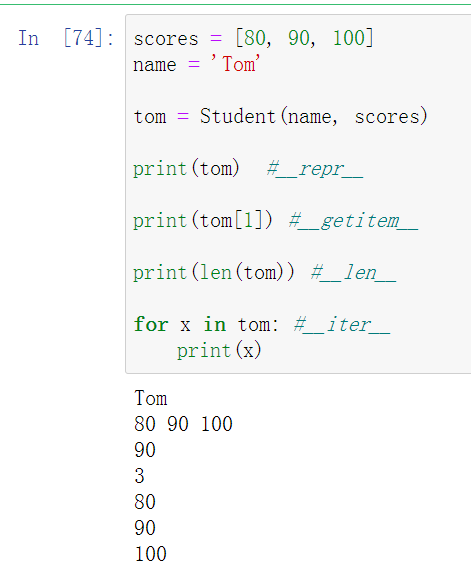 In [74]: scores = [80, 90, 100]
name = 'Tom'
tom = Student(name, scores)
print(tom) #__repr__
print(tom[1]) #__getitem__
print(len(tom)) #__len__
for x in tom: #__iter__
print(x)
Tom
80 90 100
90
3
80
90
100